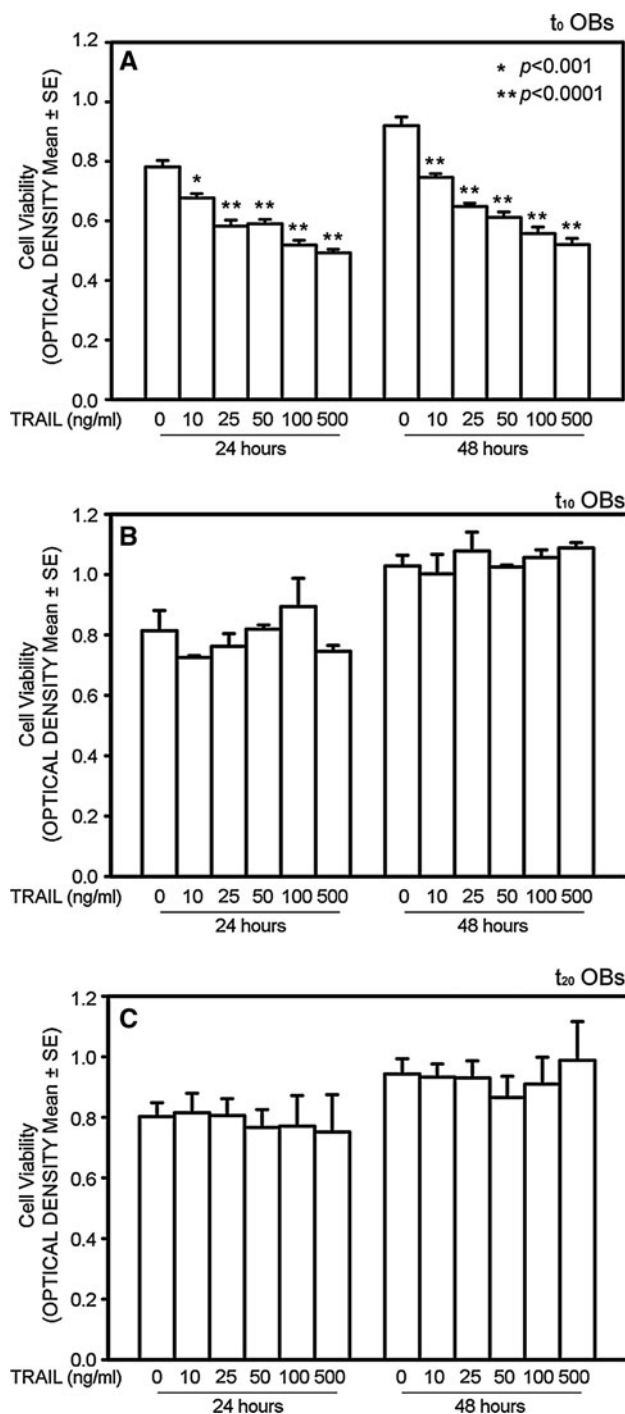 t₀ OBs
A
* p<0.001
** p<0.0001
Cell Viability
(OPTICAL DENSITY Mean ± SE)
1.2
1.0
0.8
0.6
0.4
0.2
0.0
* ** ** ** **
** ** ** ** **
TRAIL (ng/ml) 0 10 25 50 100 500 0 10 25 50 100 500
24 hours 48 hours
t₁₀ OBs
B
Cell Viability
(OPTICAL DENSITY Mean ± SE)
1.2
1.0
0.8
0.6
0.4
0.2
0.0
TRAIL (ng/ml) 0 10 25 50 100 500 0 10 25 50 100 500
24 hours 48 hours
t₂₀ OBs
C
Cell Viability
(OPTICAL DENSITY Mean ± SE)
1.2
1.0
0.8
0.6
0.4
0.2
0.0
TRAIL (ng/ml) 0 10 25 50 100 500 0 10 25 50 100 500
24 hours 48 hours